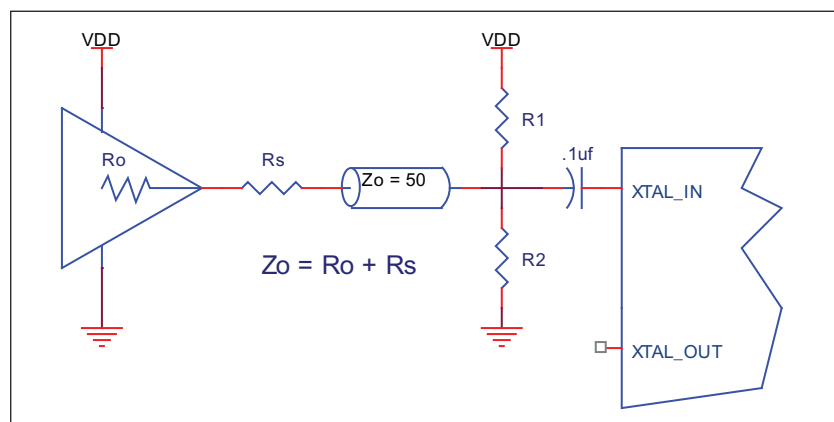 VDD
VDD
R1
Ro
Rs
Zo = 50
.1uf
XTAL_IN
R2
Zo = Ro + Rs
XTAL_OUT